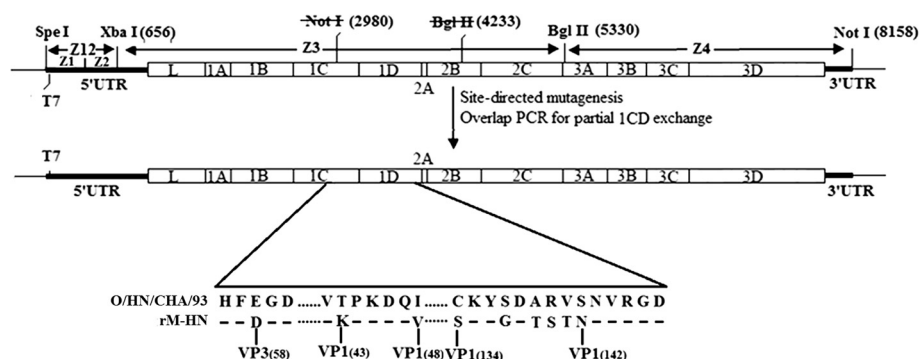 Not I (2980) Bgl II (4233)
Spe I Xba I (656) Bgl II (5330) Not I (8158)
Z12 Z3 Z4
Z1 Z2
L 1A 1B 1C 1D 2B 2C 3A 3B 3C 3D
T7 5'UTR 2A 3'UTR
Site-directed mutagenesis
Overlap PCR for partial 1CD exchange
T7 2A
L 1A 1B 1C 1D 2B 2C 3A 3B 3C 3D
5'UTR 3'UTR
O/HN/CHA/93 H F E G D ...... V T P K D Q I ...... C K Y S D A R V S N V R G D
rM-HN – – D – – ....... K – – – – V ...... S – – G – T S T N – – – – –
VP3(58) VP1(43) VP1(48) VP1(134) VP1(142)